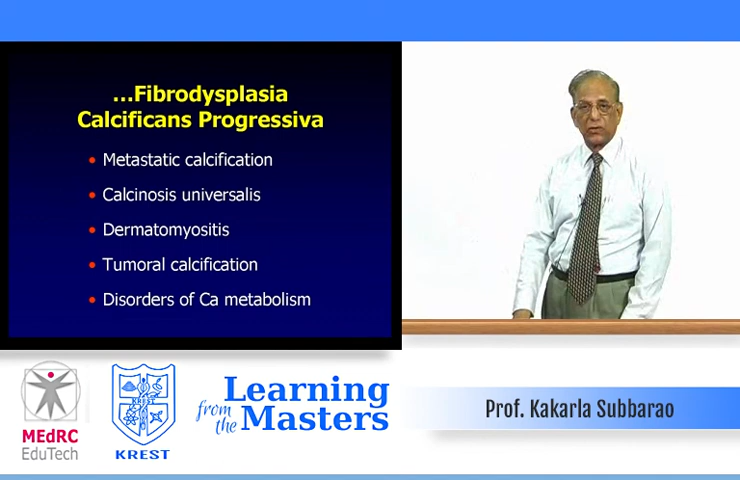 ...Fibrodysplasia
Calcificans Progressiva
• Metastatic calcification
• Calcinosis universalis
• Dermatomyositis
• Tumoral calcification
• Disorders of Ca metabolism
MEdRC
EduTech
KREST
KREST
Learning
from the
Masters
Prof. Kakarla Subbarao